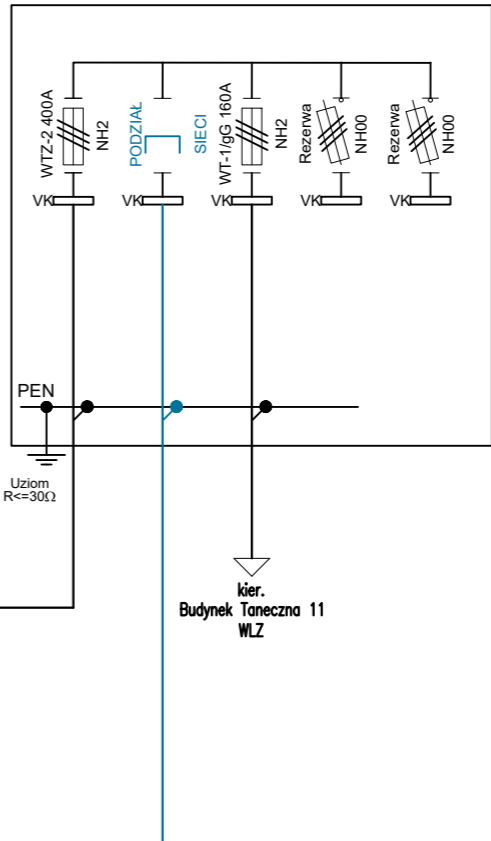 WTZ-2 400A
NH2
PODZIAŁ
SIECI
WT-1/gG 160A
NH2
Rezerwa
NH00
Rezerwa
NH00
VK
VK
VK
VK
VK
PEN
Uziom
R<=30Ω
kier.
Budynek Taneczna 11
WLZ